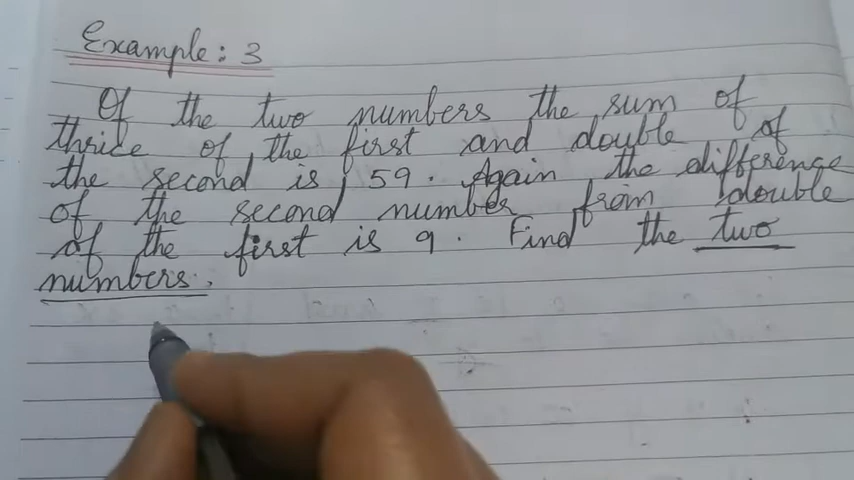 Example: 3
Of the two numbers the sum of
thrice of the first and double of
the second is 59. Again the difference
of the second number from double
of the first is 9. Find the two
numbers.